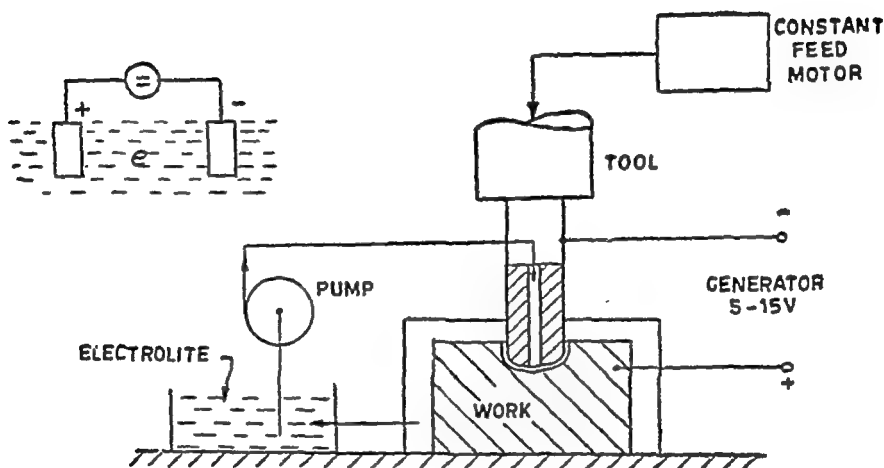 CONSTANT
FEED
MOTOR
=
+
-
e
TOOL
-
PUMP
GENERATOR
5-15V
ELECTROLITE
+
WORK